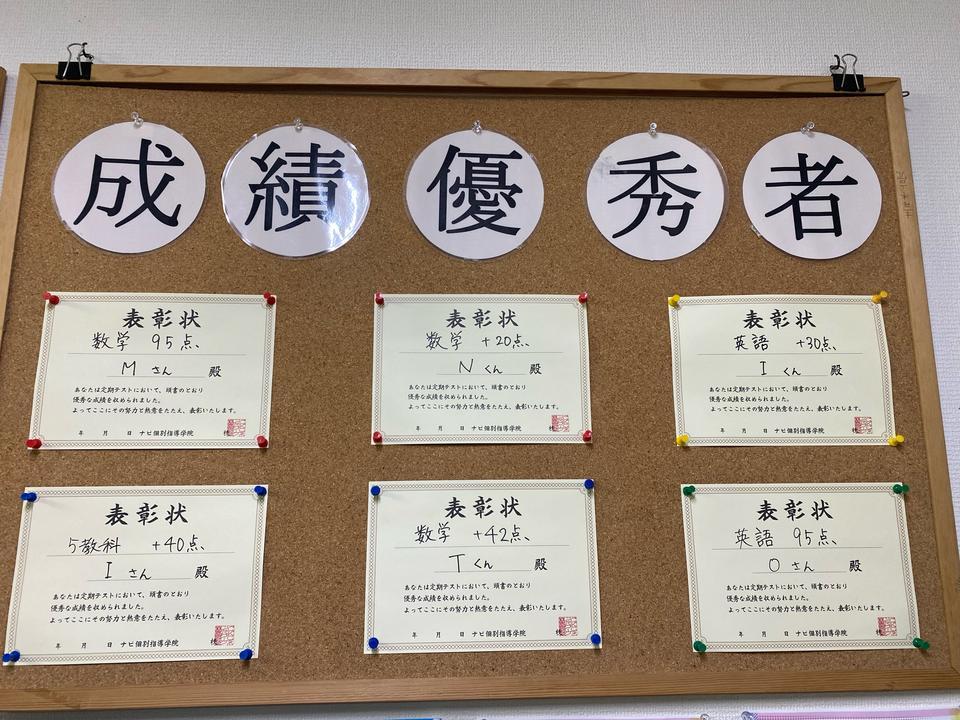 成績優秀者
表彰状
数学 95点、
M さん 殿
あなたは定期テストにおいて、頭書のとおり
優秀な成績を収められました。
よってここにその努力と熱意をたたえ、表彰いたします。
年 月 日 ナビ個別指導学院
表彰状
数学 +20点、
N くん 殿
あなたは定期テストにおいて、頭書のとおり
優秀な成績を収められました。
よってここにその努力と熱意をたたえ、表彰いたします。
年 月 日 ナビ個別指導学院
表彰状
英語 +30点、
I くん 殿
あなたは定期テストにおいて、頭書のとおり
優秀な成績を収められました。
よってここにその努力と熱意をたたえ、表彰いたします。
年 月 日 ナビ個別指導学院
表彰状
5教科 +40点、
I さん 殿
あなたは定期テストにおいて、頭書のとおり
優秀な成績を収められました。
よってここにその努力と熱意をたたえ、表彰いたします。
年 月 日 ナビ個別指導学院
表彰状
数学 +42点、
T くん 殿
あなたは定期テストにおいて、頭書のとおり
優秀な成績を収められました。
よってここにその努力と熱意をたたえ、表彰いたします。
年 月 日 ナビ個別指導学院
表彰状
英語 95点、
O さん 殿
あなたは定期テストにおいて、頭書のとおり
優秀な成績を収められました。
よってここにその努力と熱意をたたえ、表彰いたします。
年 月 日 ナビ個別指導学院